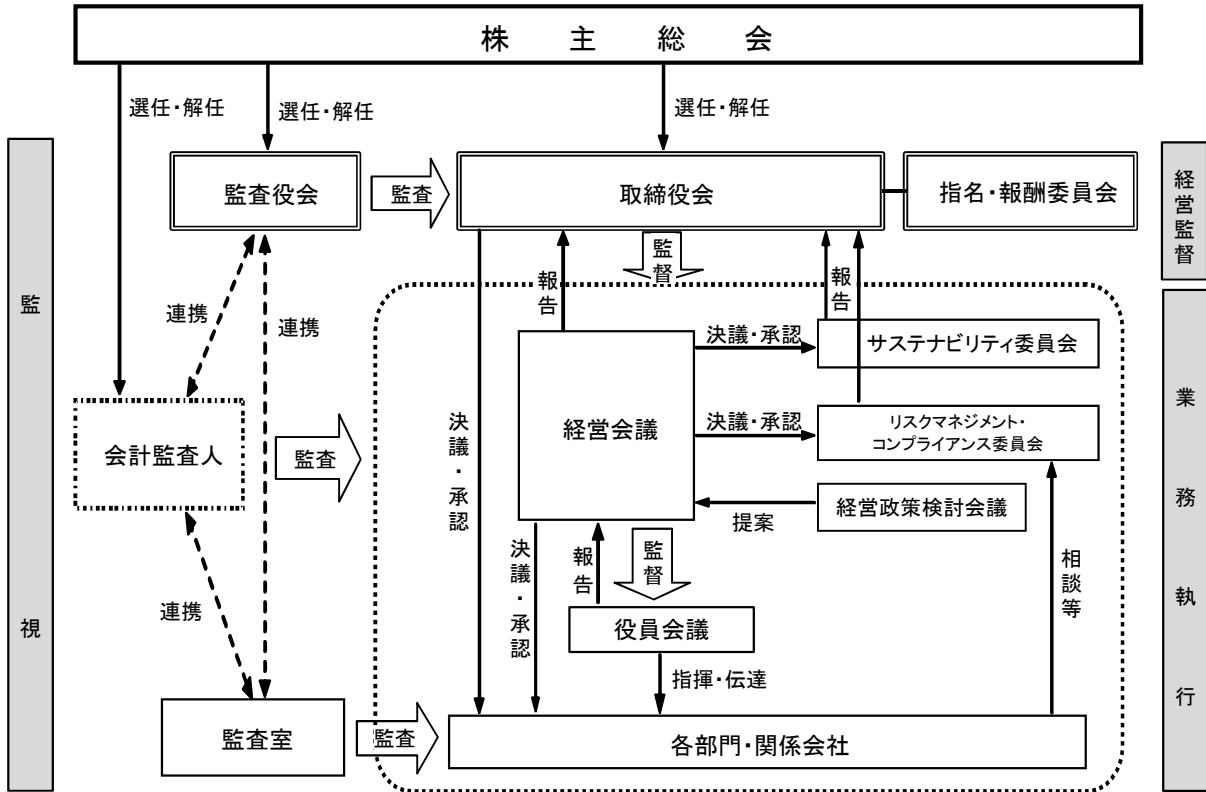 株主総会
選任・解任
選任・解任
選任・解任
監査役会
監査
取締役会
指名・報酬委員会
経営監督
監視
業務執行
監督
報告
報告
連携
連携
決議・承認
サステナビリティ委員会
会計監査人
監査
決議・承認
経営会議
決議・承認
リスクマネジメント・
コンプライアンス委員会
経営政策検討会議
提案
決議・承認
報告
監督
相談等
連携
役員会議
指揮・伝達
監査室
監査
各部門・関係会社